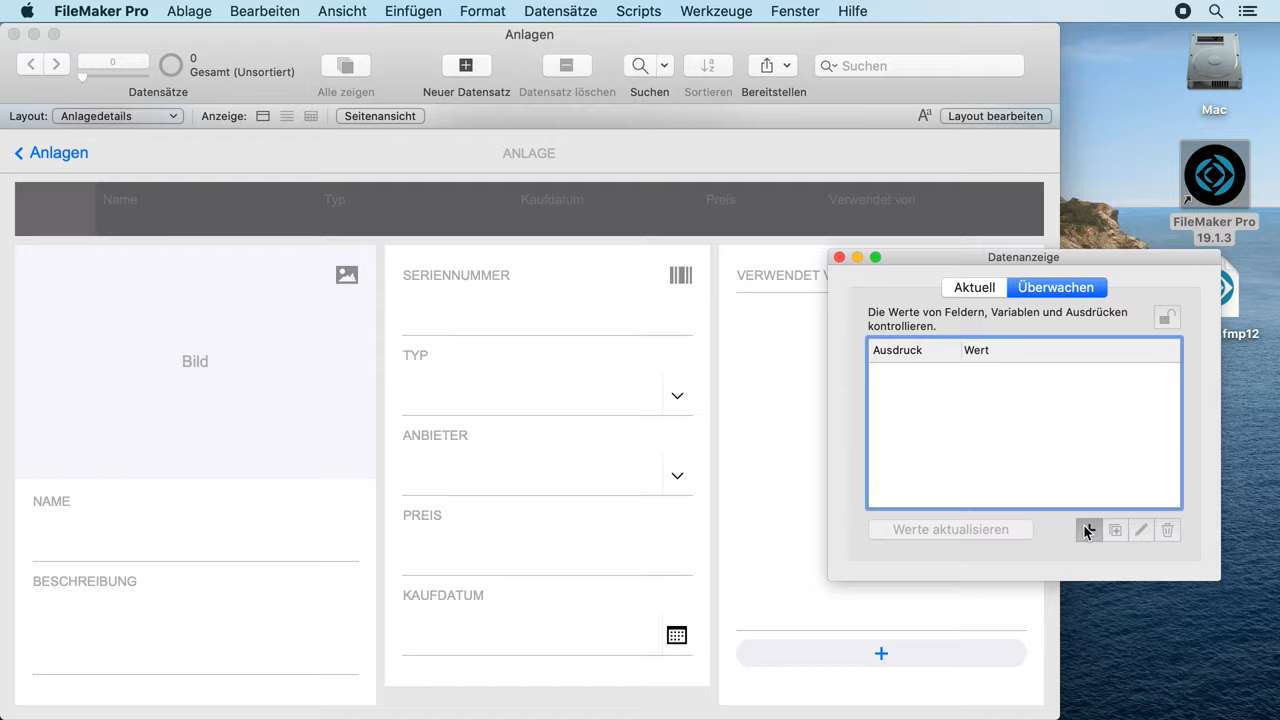 FileMaker Pro Ablage Bearbeiten Ansicht Einfügen Format Datensätze Scripts Werkzeuge Fenster Hilfe
Anlagen
0
0
Gesamt (Unsortiert)
Suchen
Datensätze
Alle zeigen
Neuer Datensatz
Datensatz löschen
Suchen
Sortieren
Bereitstellen
Layout: Anlagedetails
Anzeige:
Seitenansicht
Aa
Layout bearbeiten
Anlagen
ANLAGE
Name Typ Kaufdatum Preis Verwendet von
Bild
NAME
BESCHREIBUNG
SERIENNUMMER
TYP
ANBIETER
PREIS
KAUFDATUM
VERWENDET V
Datenanzeige
Aktuell Überwachen
Die Werte von Feldern, Variablen und Ausdrücken
kontrollieren.
Ausdruck Wert
Werte aktualisieren
Mac
FileMaker Pro
19.1.3
fmp12